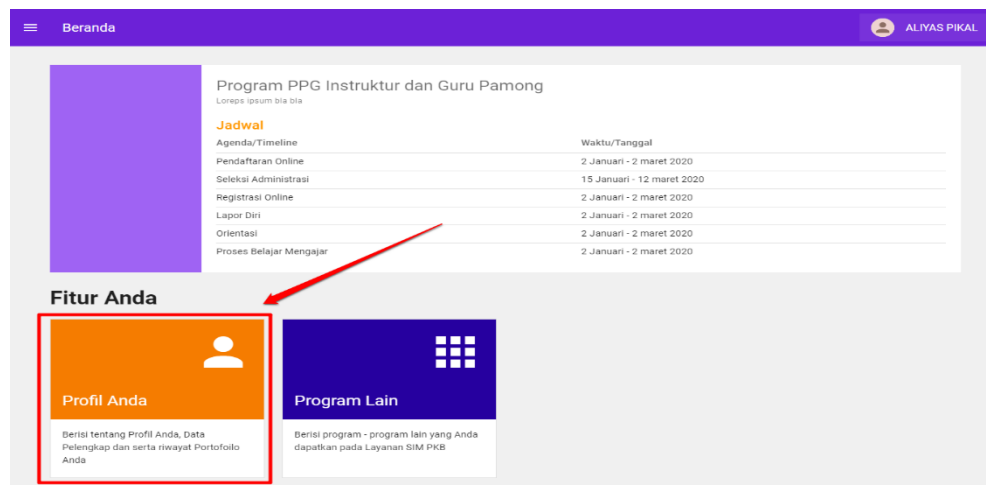 Beranda
ALIYAS PIKAL
Program PPG Instruktur dan Guru Pamong
Loreps ipsum bla bla
Jadwal
Agenda/Timeline Waktu/Tanggal
Pendaftaran Online 2 Januari - 2 maret 2020
Seleksi Administrasi 15 Januari - 12 maret 2020
Registrasi Online 2 Januari - 2 maret 2020
Lapor Diri 2 Januari - 2 maret 2020
Orientasi 2 Januari - 2 maret 2020
Proses Belajar Mengajar 2 Januari - 2 maret 2020
Fitur Anda
Profil Anda
Berisi tentang Profil Anda, Data
Pelengkap dan serta riwayat Portofoilo
Anda
Program Lain
Berisi program - program lain yang Anda
dapatkan pada Layanan SIM PKB